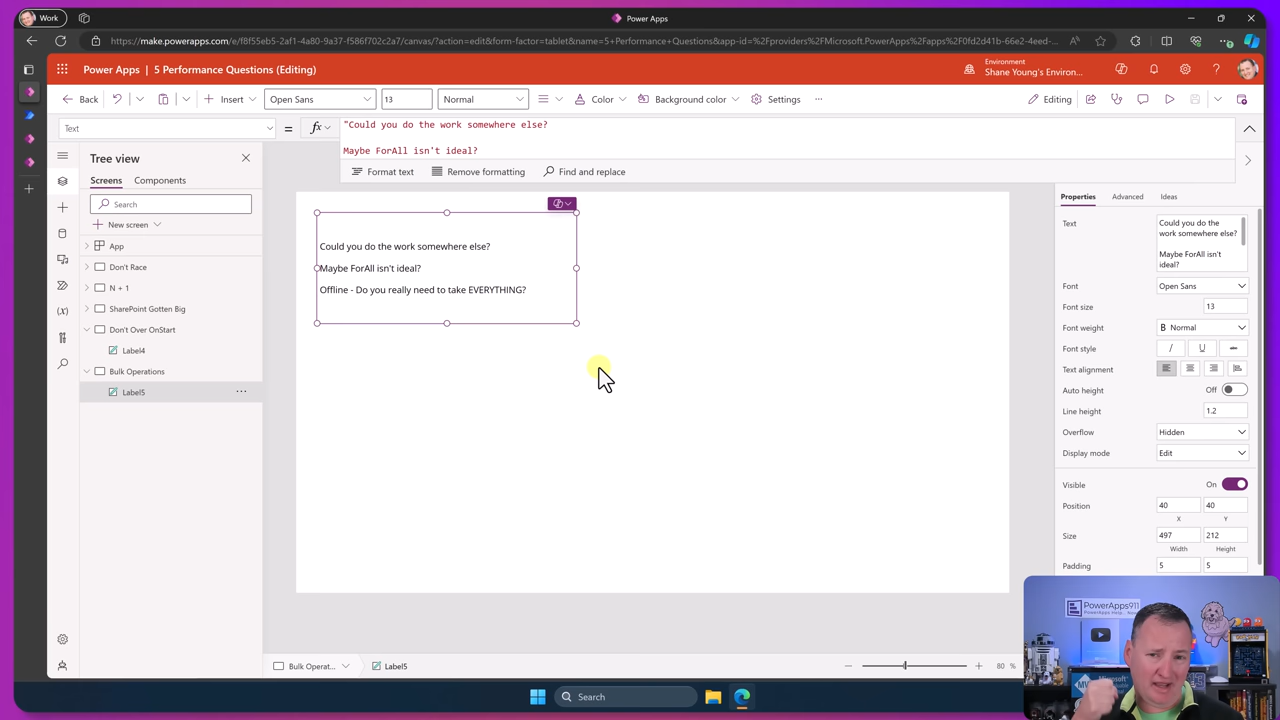 Work
Power Apps
https://make.powerapps.com/e/f8f55eb5-2af1-4a80-9a37-f586f702c2a7/canvas/?action=edit&form-factor=tablet&name=5+Performance+Questions&app-id=%2Fproviders%2FMicrosoft.PowerApps%2Fapps%2F0fd2d41b-66e2-4eed-...
Power Apps | 5 Performance Questions (Editing)
Environment
Shane Young's Environ...
Back
Insert
Open Sans
13
Normal
Color
Background color
Settings
Editing
Text
=
fx
"Could you do the work somewhere else?
Maybe ForAll isn't ideal?
Format text
Remove formatting
Find and replace
Tree view
Screens
Components
Search
New screen
App
Don't Race
N + 1
SharePoint Gotten Big
Don't Over OnStart
Label4
Bulk Operations
Label5
Could you do the work somewhere else?
Maybe ForAll isn't ideal?
Offline - Do you really need to take EVERYTHING?
Properties
Advanced
Ideas
Text
Could you do the
work somewhere else?
Maybe ForAll isn't
ideal?
Font
Open Sans
Font size
13
Font weight
B Normal
Font style
Text alignment
Auto height
Off
Line height
1.2
Overflow
Hidden
Display mode
Edit
Visible
On
Position
40
40
X
Y
Size
497
212
Width
Height
Padding
5
5
PowerApps911
Bulk Operat...
Label5
80 %
Search